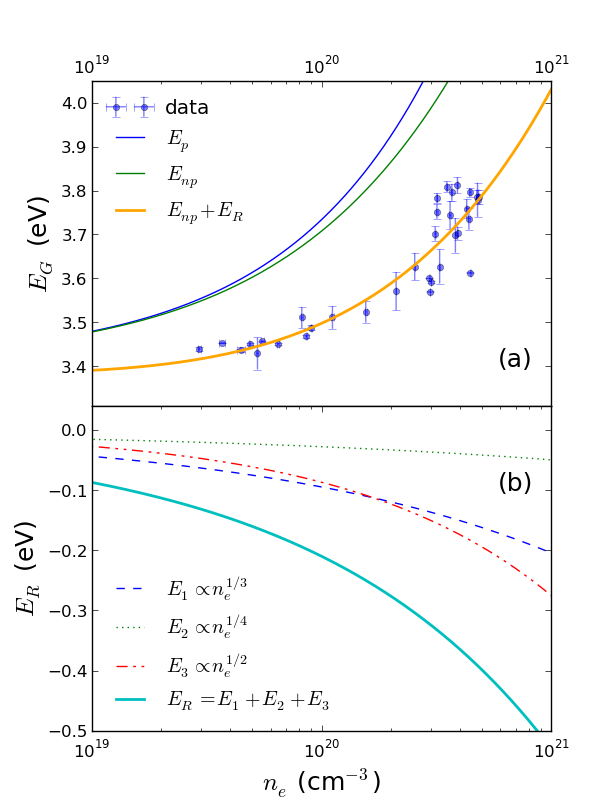 10^19 10^20 10^21
4.0
3.9
3.8
3.7
3.6
3.5
3.4
E_G (eV)
data
E_p
E_np
E_np + E_R
(a)
0.0
−0.1
−0.2
−0.3
−0.4
−0.5
E_R (eV)
(b)
E_1 ∝ n_e^1/3
E_2 ∝ n_e^1/4
E_3 ∝ n_e^1/2
E_R = E_1 + E_2 + E_3
10^19 10^20 10^21
n_e (cm^−3)